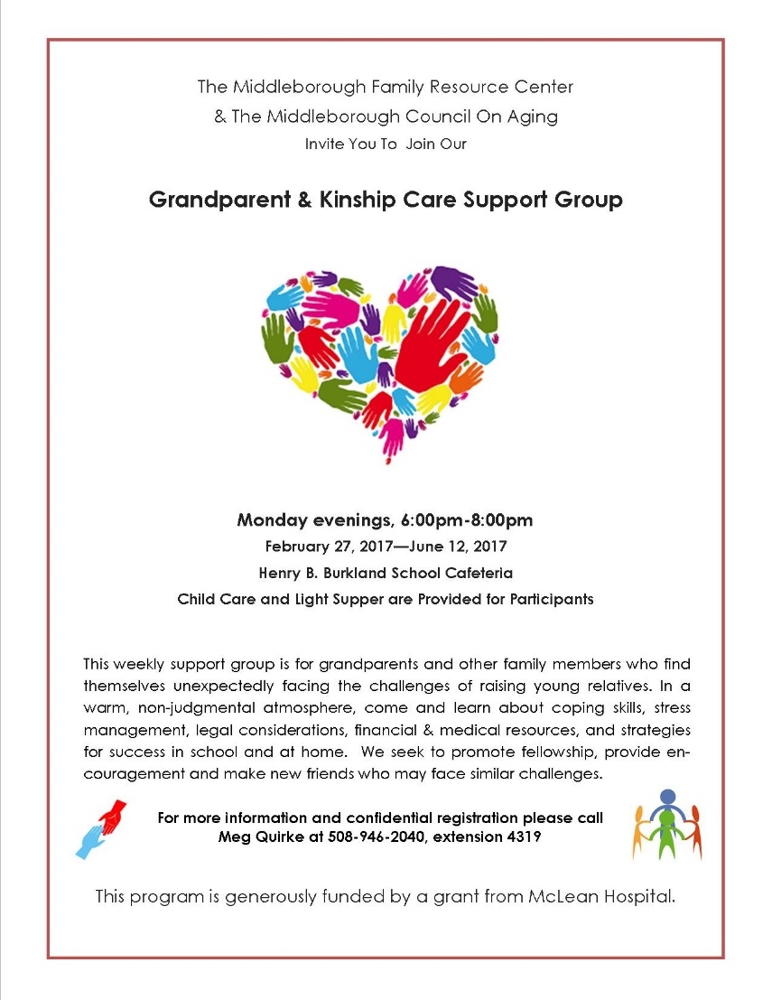 The Middleborough Family Resource Center
& The Middleborough Council On Aging
Invite You To  Join Our
Grandparent & Kinship Care Support Group
Monday evenings, 6:00pm-8:00pm
February 27, 2017—June 12, 2017
Henry B. Burkland School Cafeteria
Child Care and Light Supper are Provided for Participants
This weekly support group is for grandparents and other family members who find
themselves unexpectedly facing the challenges of raising young relatives. In a
warm, non-judgmental atmosphere, come and learn about coping skills, stress
management, legal considerations, financial & medical resources, and strategies
for success in school and at home.  We seek to promote fellowship, provide en-
couragement and make new friends who may face similar challenges.
For more information and confidential registration please call
Meg Quirke at 508-946-2040, extension 4319
This program is generously funded by a grant from McLean Hospital.